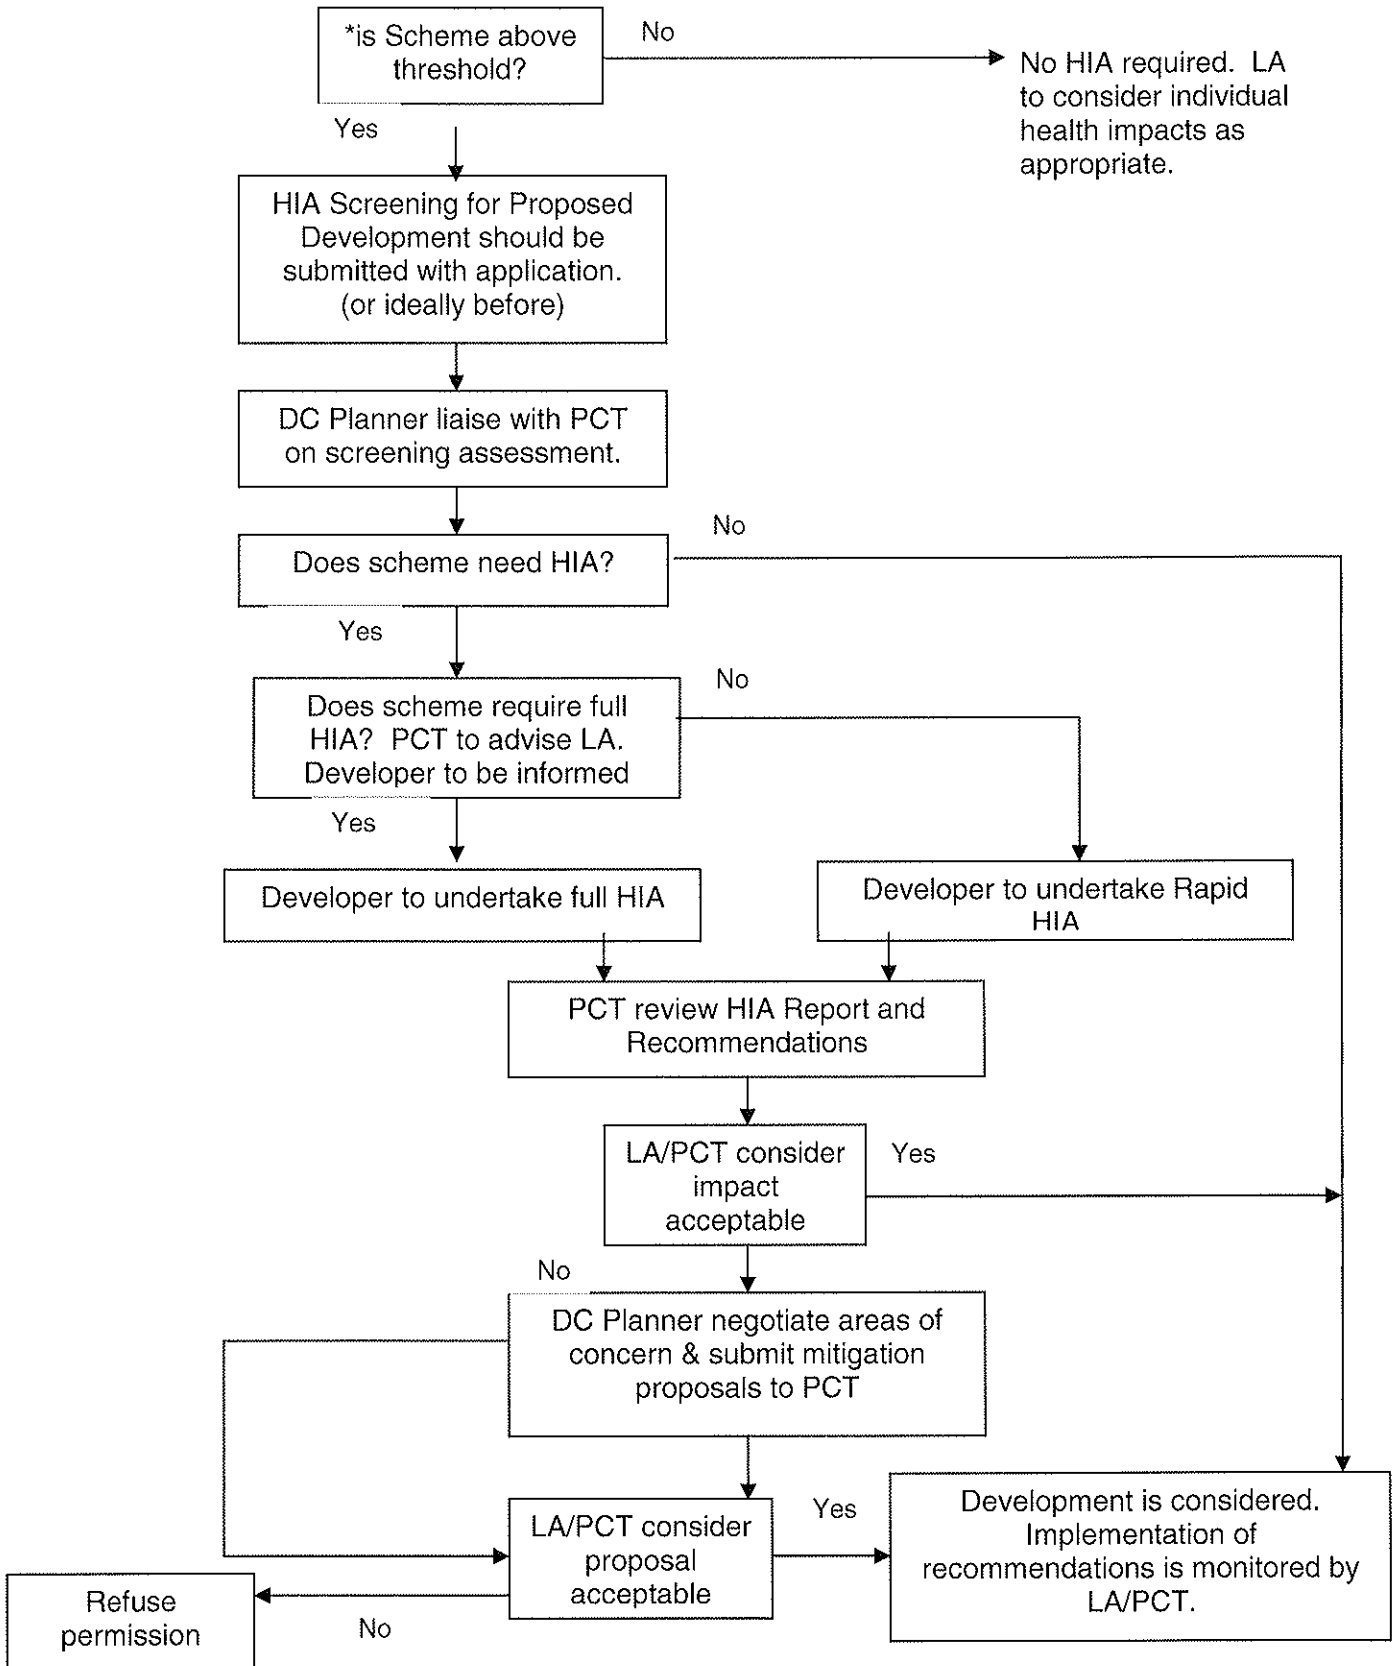 *is Scheme above
threshold?
No
No HIA required.  LA
to consider individual
health impacts as
appropriate.
Yes
HIA Screening for Proposed
Development should be
submitted with application.
(or ideally before)
DC Planner liaise with PCT
on screening assessment.
No
Does scheme need HIA?
Yes
No
Does scheme require full
HIA?  PCT to advise LA.
Developer to be informed
Yes
Developer to undertake full HIA
Developer to undertake Rapid
HIA
PCT review HIA Report and
Recommendations
LA/PCT consider
impact
acceptable
Yes
No
DC Planner negotiate areas of
concern & submit mitigation
proposals to PCT
LA/PCT consider
proposal
acceptable
Yes
Development is considered.
Implementation of
recommendations is monitored by
LA/PCT.
Refuse
permission
No